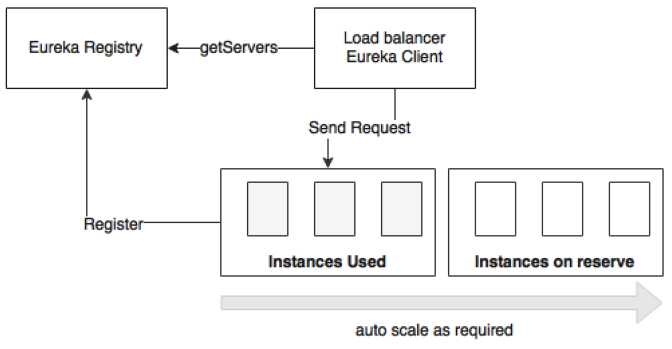 Eureka Registry
getServers
Load balancer
Eureka Client
Send Request
Register
Instances Used
Instances on reserve
auto scale as required